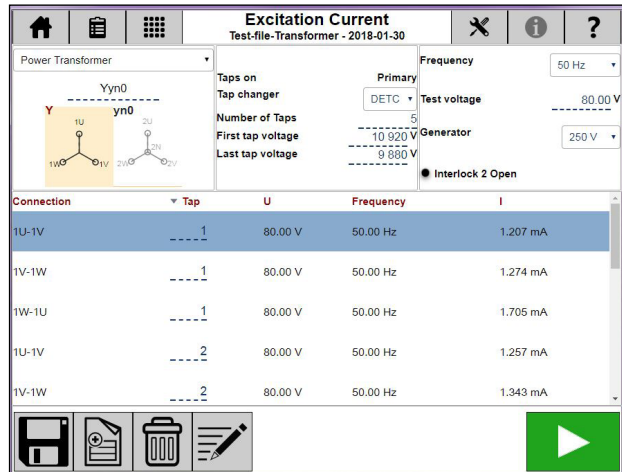 Excitation Current
Test-file-Transformer - 2018-01-30
?
Power Transformer
Yyn0
Y yn0
1U 2U
2N
1W 1V 2W 2V
Taps on Primary
Tap changer DETC
Number of Taps 5
First tap voltage 10 920 V
Last tap voltage 9 880 V
Frequency 50 Hz
Test voltage 80.00 V
Generator 250 V
Interlock 2 Open
Connection Tap U Frequency I
1U-1V 1 80.00 V 50.00 Hz 1.207 mA
1V-1W 1 80.00 V 50.00 Hz 1.274 mA
1W-1U 1 80.00 V 50.00 Hz 1.705 mA
1U-1V 2 80.00 V 50.00 Hz 1.257 mA
1V-1W 2 80.00 V 50.00 Hz 1.343 mA